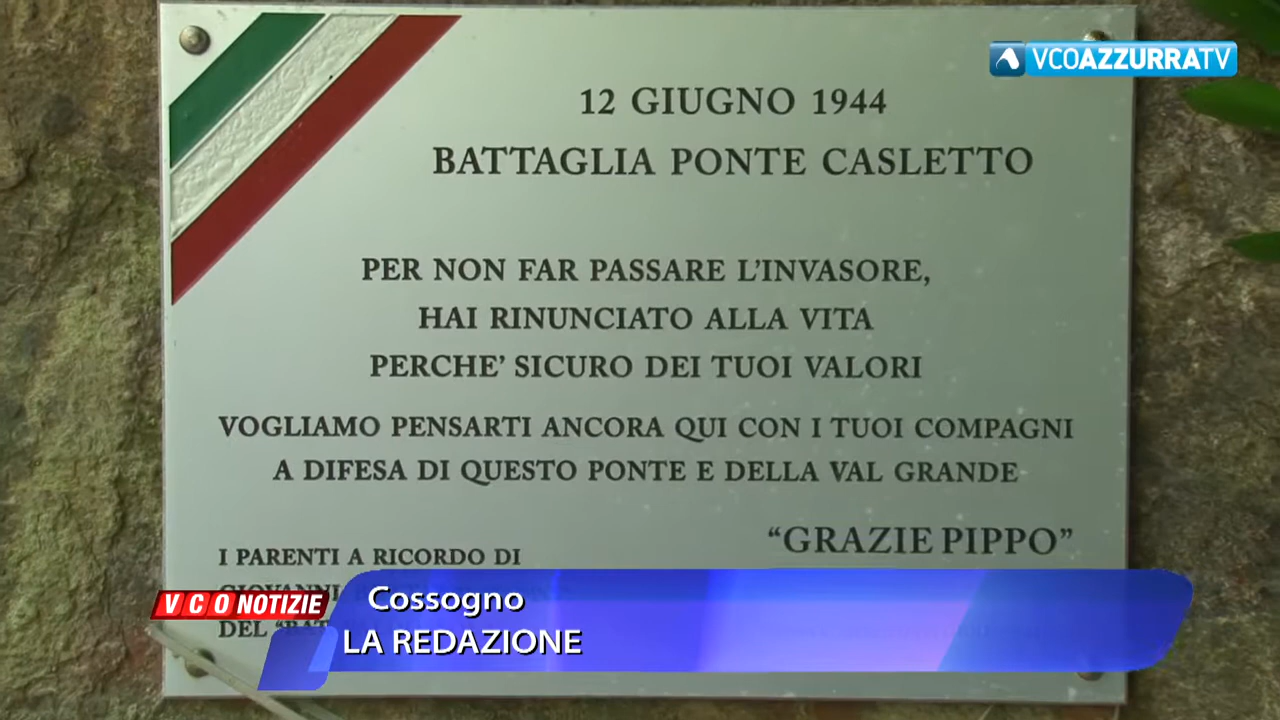 VCOAZZURRATV
12 GIUGNO 1944
BATTAGLIA PONTE CASLETTO
PER NON FAR PASSARE L'INVASORE,
HAI RINUNCIATO ALLA VITA
PERCHE' SICURO DEI TUOI VALORI
VOGLIAMO PENSARTI ANCORA QUI CON I TUOI COMPAGNI
A DIFESA DI QUESTO PONTE E DELLA VAL GRANDE
"GRAZIE PIPPO"
I PARENTI A RICORDO DI
GIOVANNI
DEL
VCO NOTIZIE
Cossogno
LA REDAZIONE